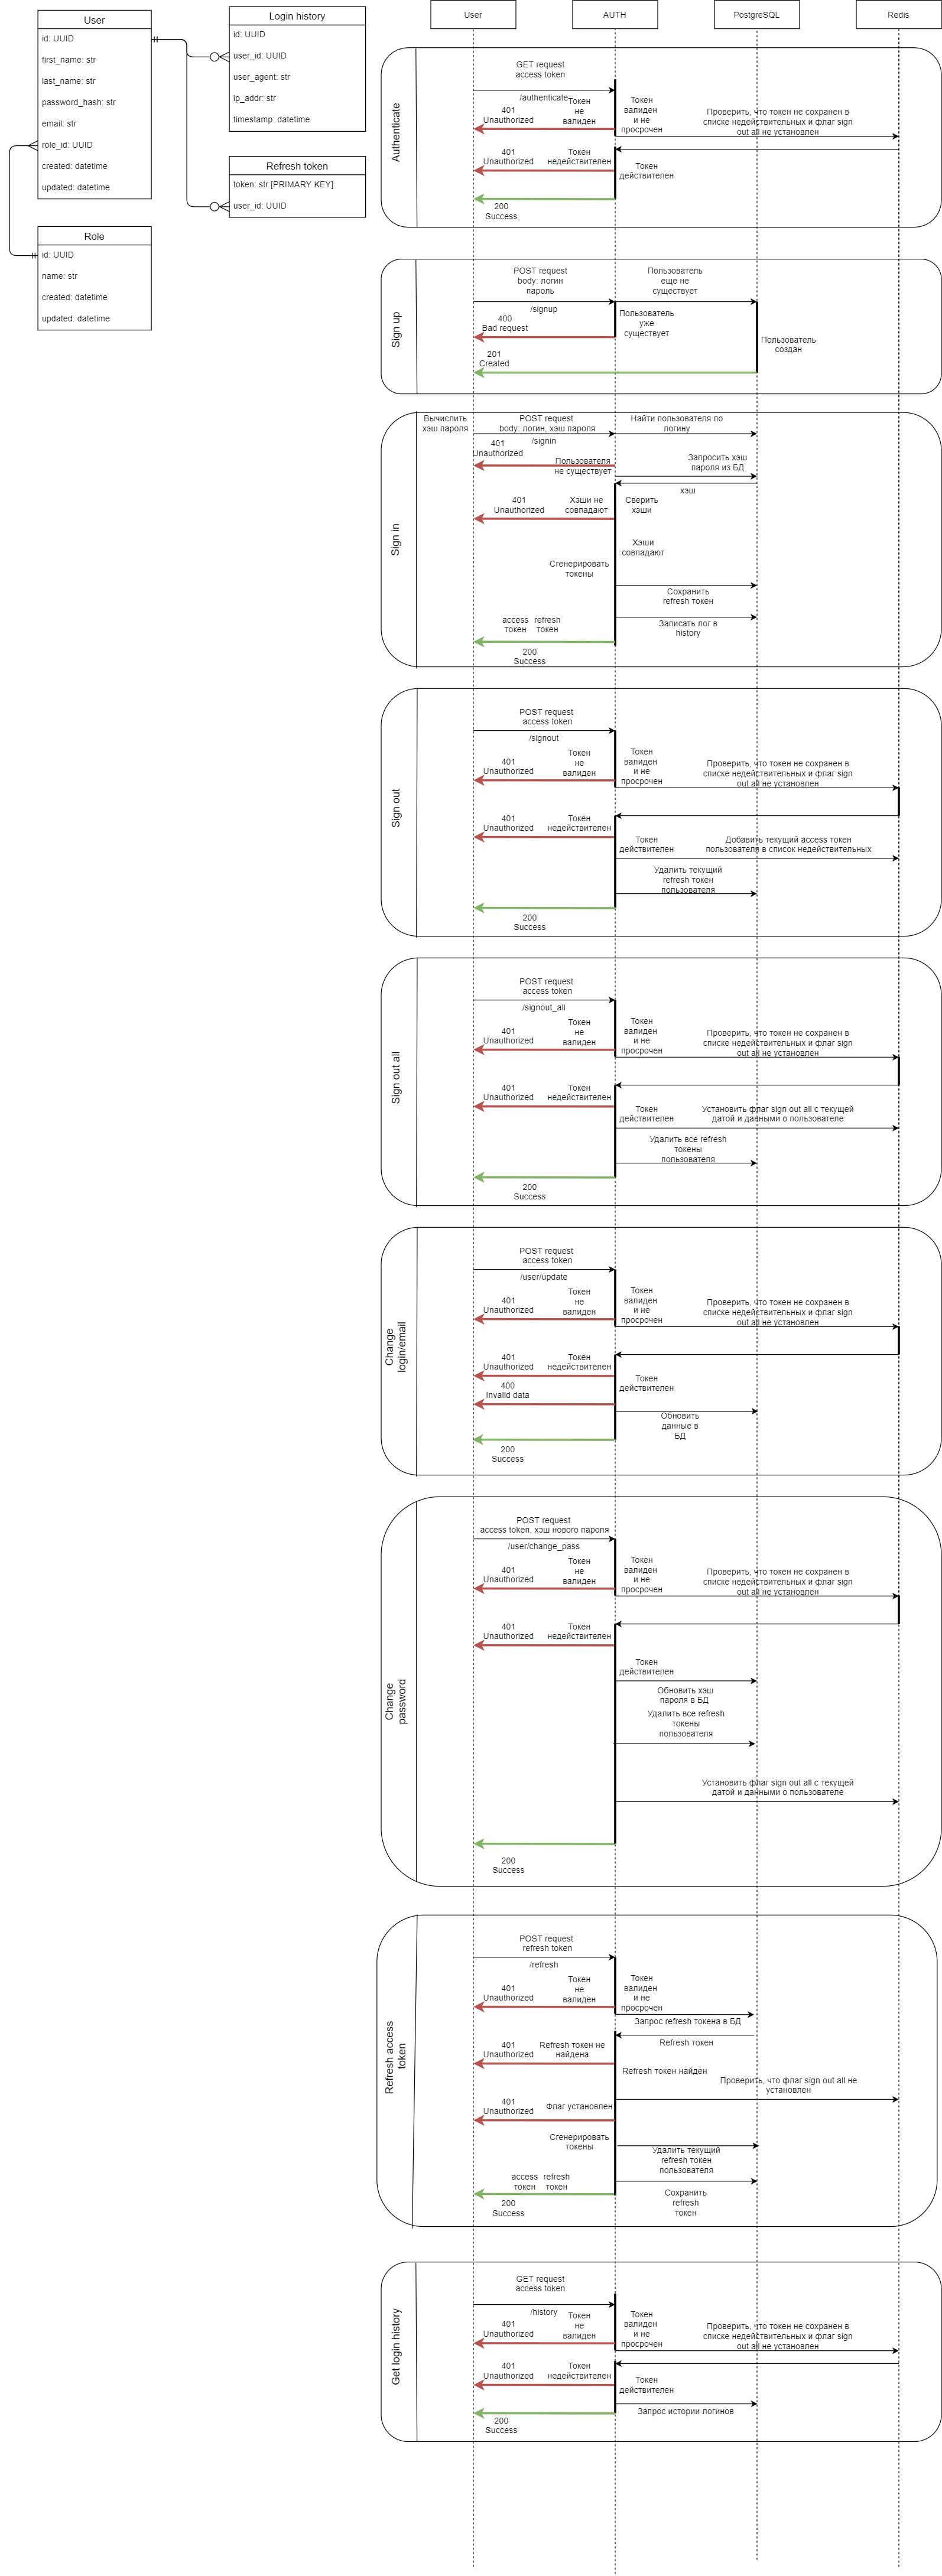 User
id: UUID
first_name: str
last_name: str
password_hash: str
email: str
role_id: UUID
created: datetime
updated: datetime
Login history
id: UUID
user_id: UUID
user_agent: str
ip_addr: str
timestamp: datetime
Refresh token
token: str [PRIMARY KEY]
user_id: UUID
Role
id: UUID
name: str
created: datetime
updated: datetime
User
AUTH
PostgreSQL
Redis
Authenticate
GET request
access token
/authenticate
401
Unauthorized
Токен
не
валиден
Токен
валиден
и не
просрочен
Проверить, что токен не сохранен в
списке недействительных и флаг sign
out all не установлен
401
Unauthorized
Токен
недействителен
Токен
действителен
200
Success
Sign up
POST request
body: логин
пароль
Пользователь
еще не
существует
/signup
400
Bad request
Пользователь
уже
существует
Пользователь
создан
201
Created
Sign in
Вычислить
хэш пароля
POST request
body: логин, хэш пароля
Найти пользователя по
логину
/signin
401
Unauthorized
Пользователя
не существует
Запросить хэш
пароля из БД
хэш
401
Unauthorized
Хэши не
совпадают
Сверить
хэши
Хэши
совпадают
Сгенерировать
токены
Сохранить
refresh токен
access
токен
refresh
токен
Записать лог в
history
200
Success
Sign out
POST request
access token
/signout
401
Unauthorized
Токен
не
валиден
Токен
валиден
и не
просрочен
Проверить, что токен не сохранен в
списке недействительных и флаг sign
out all не установлен
401
Unauthorized
Токен
недействителен
Токен
действителен
Добавить текущий access токен
пользователя в список недействительных
Удалить текущий
refresh токен
пользователя
200
Success
Sign out all
POST request
access token
/signout_all
401
Unauthorized
Токен
не
валиден
Токен
валиден
и не
просрочен
Проверить, что токен не сохранен в
списке недействительных и флаг sign
out all не установлен
401
Unauthorized
Токен
недействителен
Токен
действителен
Установить флаг sign out all с текущей
датой и данными о пользователе
Удалить все refresh
токены
пользователя
200
Success
Change
login/email
POST request
access token
/user/update
401
Unauthorized
Токен
не
валиден
Токен
валиден
и не
просрочен
Проверить, что токен не сохранен в
списке недействительных и флаг sign
out all не установлен
401
Unauthorized
Токен
недействителен
Токен
действителен
400
Invalid data
Обновить
данные в
БД
200
Success
Change
password
POST request
access token, хэш нового пароля
/user/change_pass
401
Unauthorized
Токен
не
валиден
Токен
валиден
и не
просрочен
Проверить, что токен не сохранен в
списке недействительных и флаг sign
out all не установлен
401
Unauthorized
Токен
недействителен
Токен
действителен
Обновить хэш
пароля в БД
Удалить все refresh
токены
пользователя
Установить флаг sign out all с текущей
датой и данными о пользователе
200
Success
Refresh access
token
POST request
refresh token
/refresh
401
Unauthorized
Токен
не
валиден
Токен
валиден
и не
просрочен
Запрос refresh токена в БД
Refresh токен
401
Unauthorized
Refresh токен не
найдена
Refresh токен найден
Проверить, что флаг sign out all не
установлен
401
Unauthorized
Флаг установлен
Сгенерировать
токены
Удалить текущий
refresh токен
пользователя
access
токен
refresh
токен
Сохранить
refresh
токен
200
Success
Get login history
GET request
access token
/history
401
Unauthorized
Токен
не
валиден
Токен
валиден
и не
просрочен
Проверить, что токен не сохранен в
списке недействительных и флаг sign
out all не установлен
401
Unauthorized
Токен
недействителен
Токен
действителен
Запрос истории логинов
200
Success